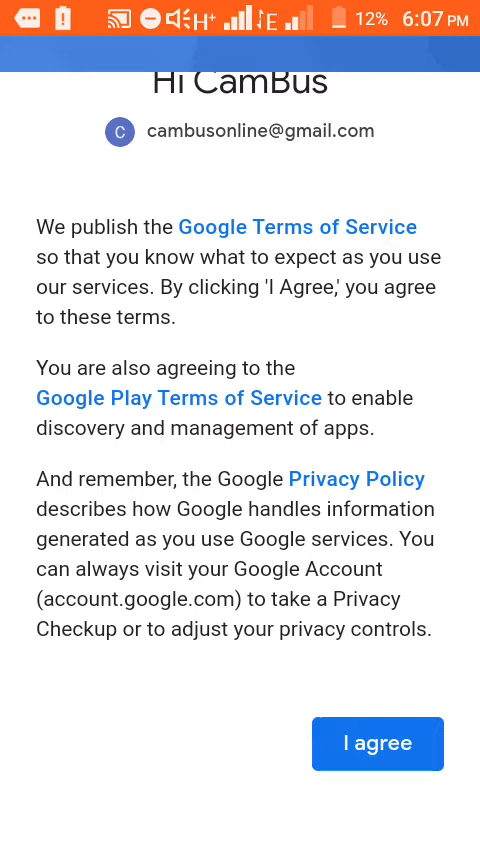 H+ E 12% 6:07 PM
Hi CamBus
C cambusonline@gmail.com
We publish the Google Terms of Service
so that you know what to expect as you use
our services. By clicking 'I Agree,' you agree
to these terms.
You are also agreeing to the
Google Play Terms of Service to enable
discovery and management of apps.
And remember, the Google Privacy Policy
describes how Google handles information
generated as you use Google services. You
can always visit your Google Account
(account.google.com) to take a Privacy
Checkup or to adjust your privacy controls.
I agree